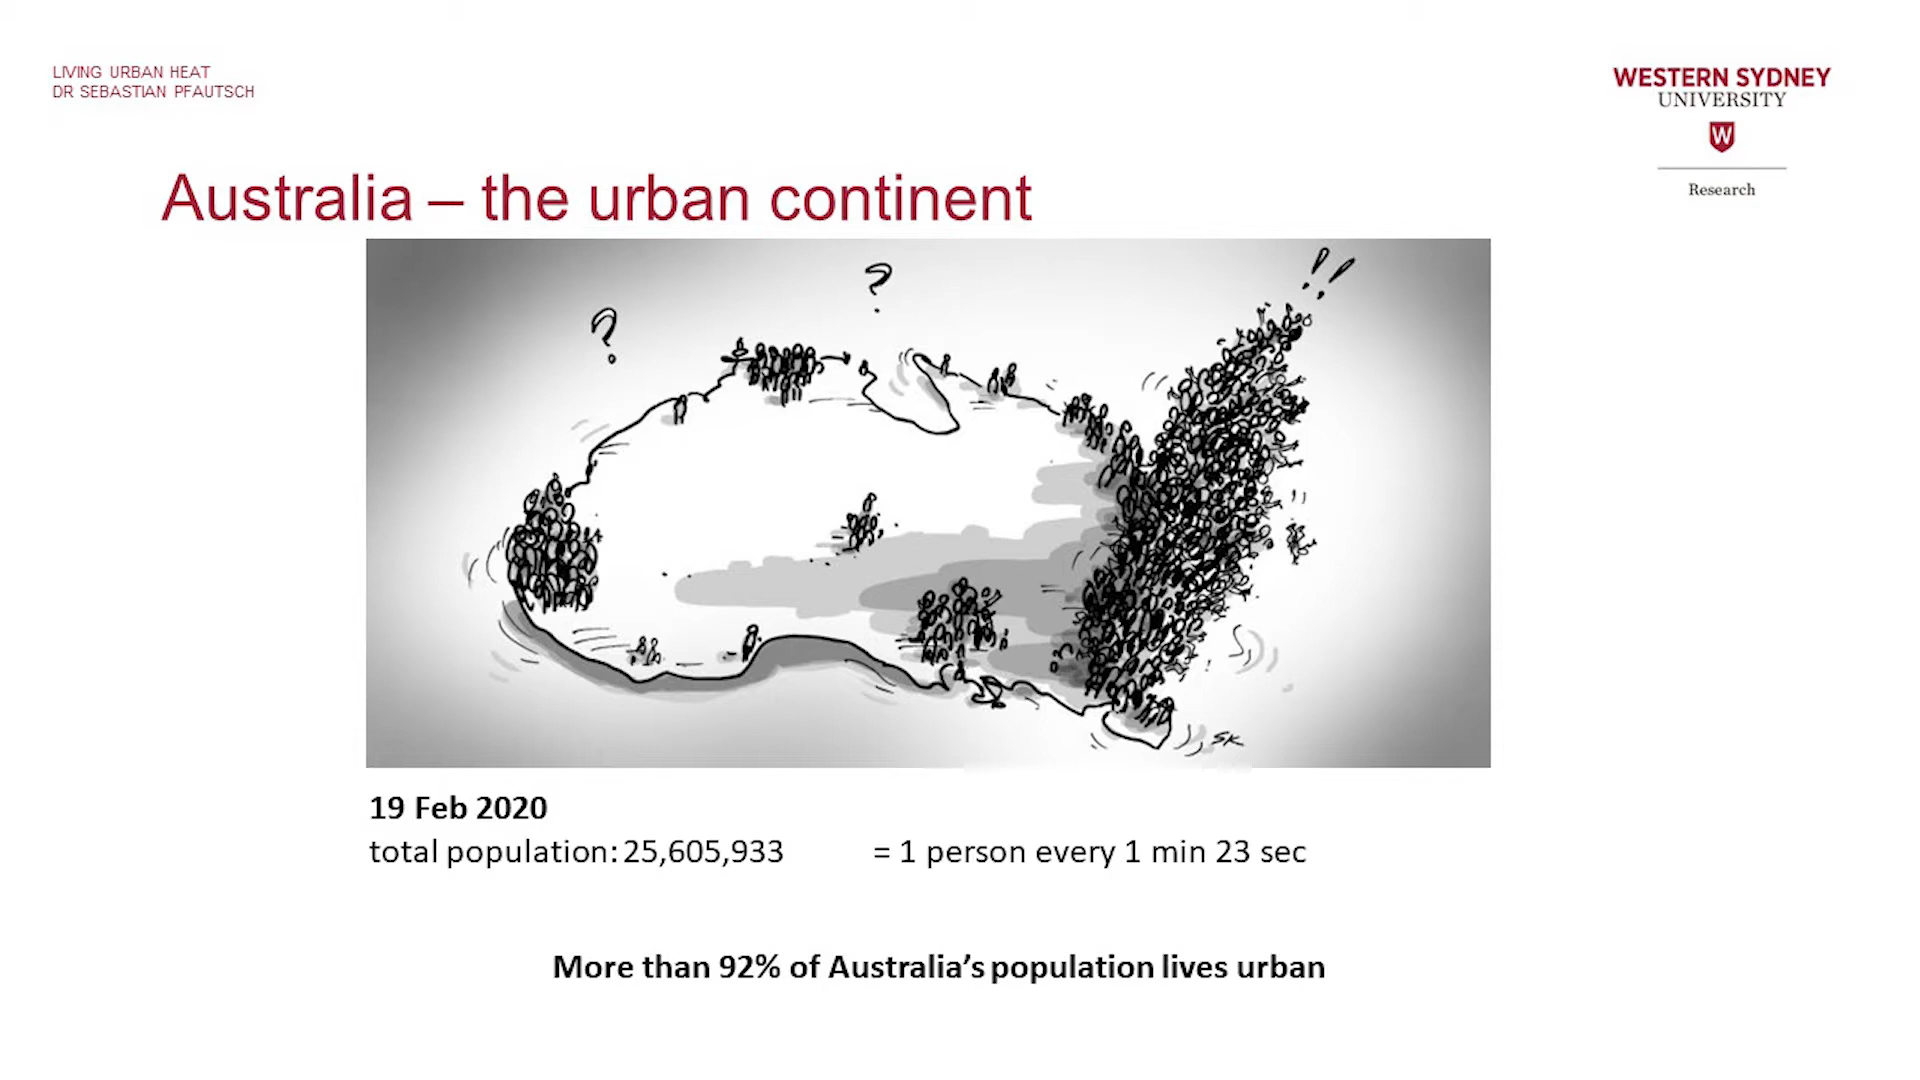 LIVING URBAN HEAT
DR SEBASTIAN PFAUTSCH
WESTERN SYDNEY
UNIVERSITY
W
Research
Australia – the urban continent
? ? !!
SK
19 Feb 2020
total population: 25,605,933 = 1 person every 1 min 23 sec
More than 92% of Australia's population lives urban